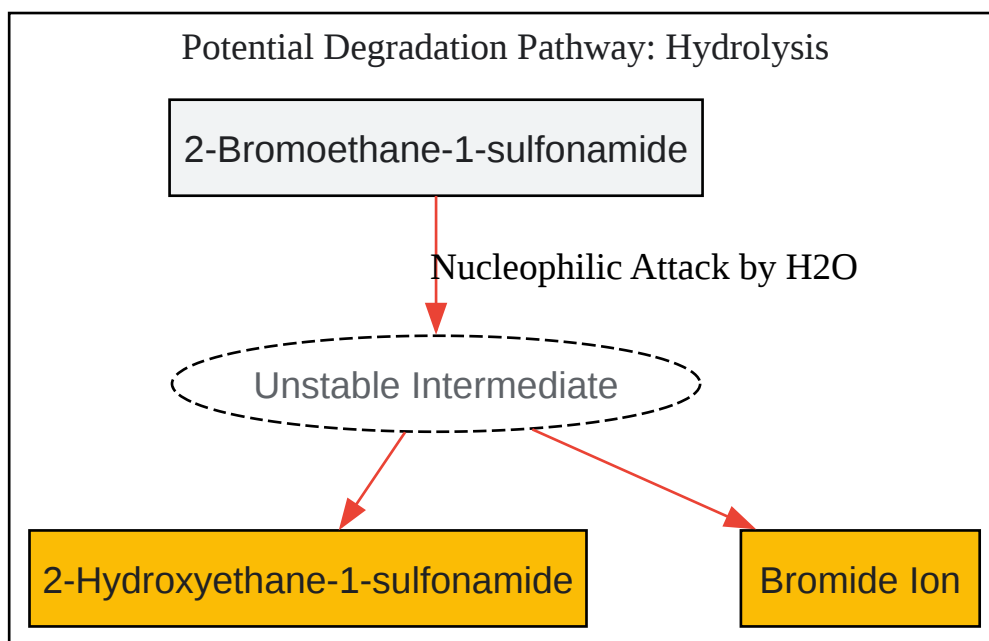 Potential Degradation Pathway: Hydrolysis
2-Bromoethane-1-sulfonamide
Nucleophilic Attack by H2O
Unstable Intermediate
2-Hydroxyethane-1-sulfonamide
Bromide Ion